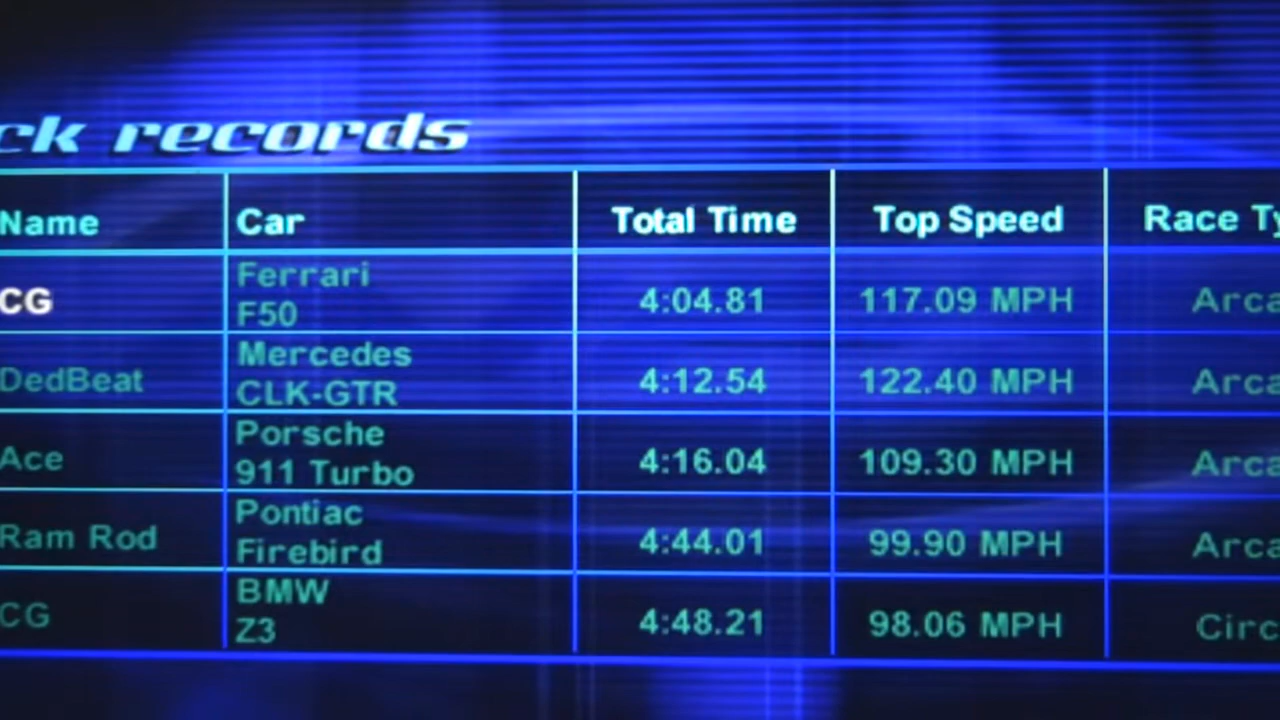 ck records
Name Car Total Time Top Speed Race Ty
CG Ferrari F50 4:04.81 117.09 MPH Arca
DedBeat Mercedes CLK-GTR 4:12.54 122.40 MPH Arca
Ace Porsche 911 Turbo 4:16.04 109.30 MPH Arca
Ram Rod Pontiac Firebird 4:44.01 99.90 MPH Arca
CG BMW Z3 4:48.21 98.06 MPH Circ